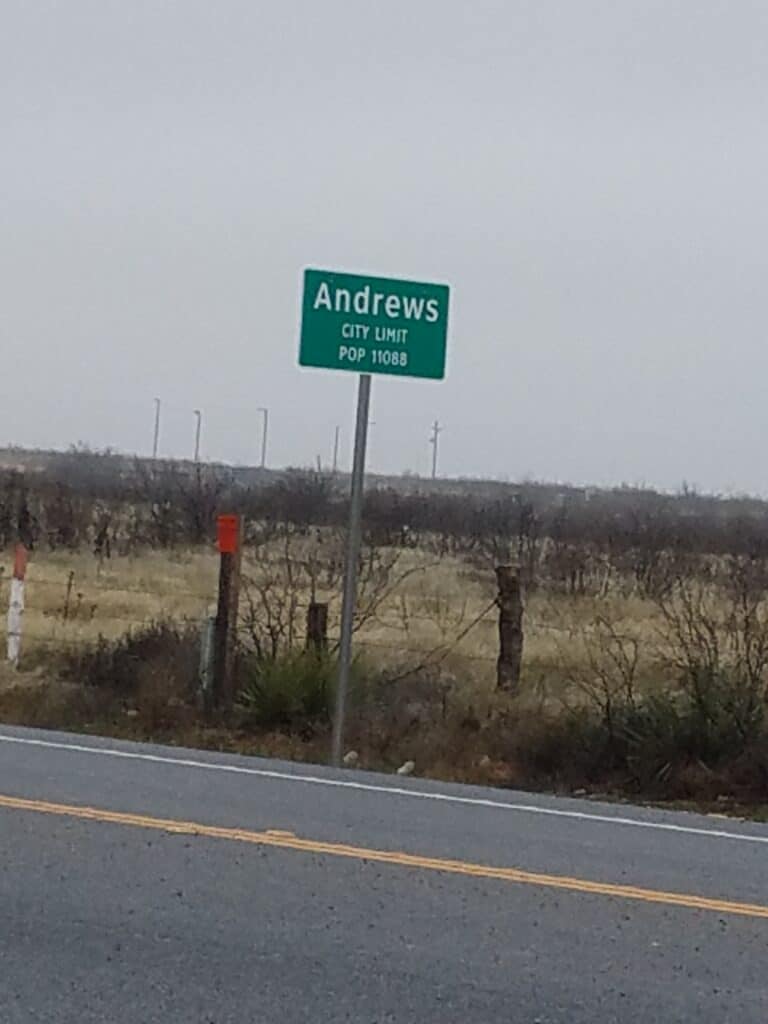 Andrews
CITY LIMIT
POP 11088